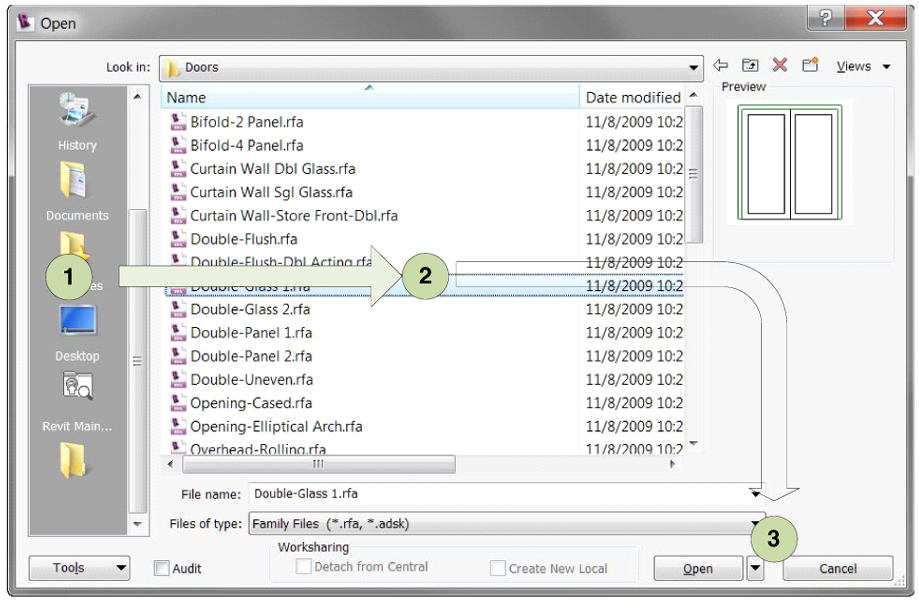 Open
?
X
Look in: Doors
Views
History
Documents
es
Desktop
Revit Main...
Name
Date modified
Bifold-2 Panel.rfa 11/8/2009 10:2
Bifold-4 Panel.rfa 11/8/2009 10:2
Curtain Wall Dbl Glass.rfa 11/8/2009 10:2
Curtain Wall Sgl Glass.rfa 11/8/2009 10:2
Curtain Wall-Store Front-Dbl.rfa 11/8/2009 10:2
Double-Flush.rfa 11/8/2009 10:2
Double-Flush-Dbl Acting.rfa 11/8/2009 10:2
Double-Glass 1.rfa 11/8/2009 10:2
Double-Glass 2.rfa 11/8/2009 10:2
Double-Panel 1.rfa 11/8/2009 10:2
Double-Panel 2.rfa 11/8/2009 10:2
Double-Uneven.rfa 11/8/2009 10:2
Opening-Cased.rfa 11/8/2009 10:2
Opening-Elliptical Arch.rfa 11/8/2009 10:2
Overhead-Rolling.rfa 11/8/2009 10:2
Preview
1
2
3
File name: Double-Glass 1.rfa
Files of type: Family Files (*.rfa, *.adsk)
Worksharing
Tools
Audit
Detach from Central
Create New Local
Open
Cancel